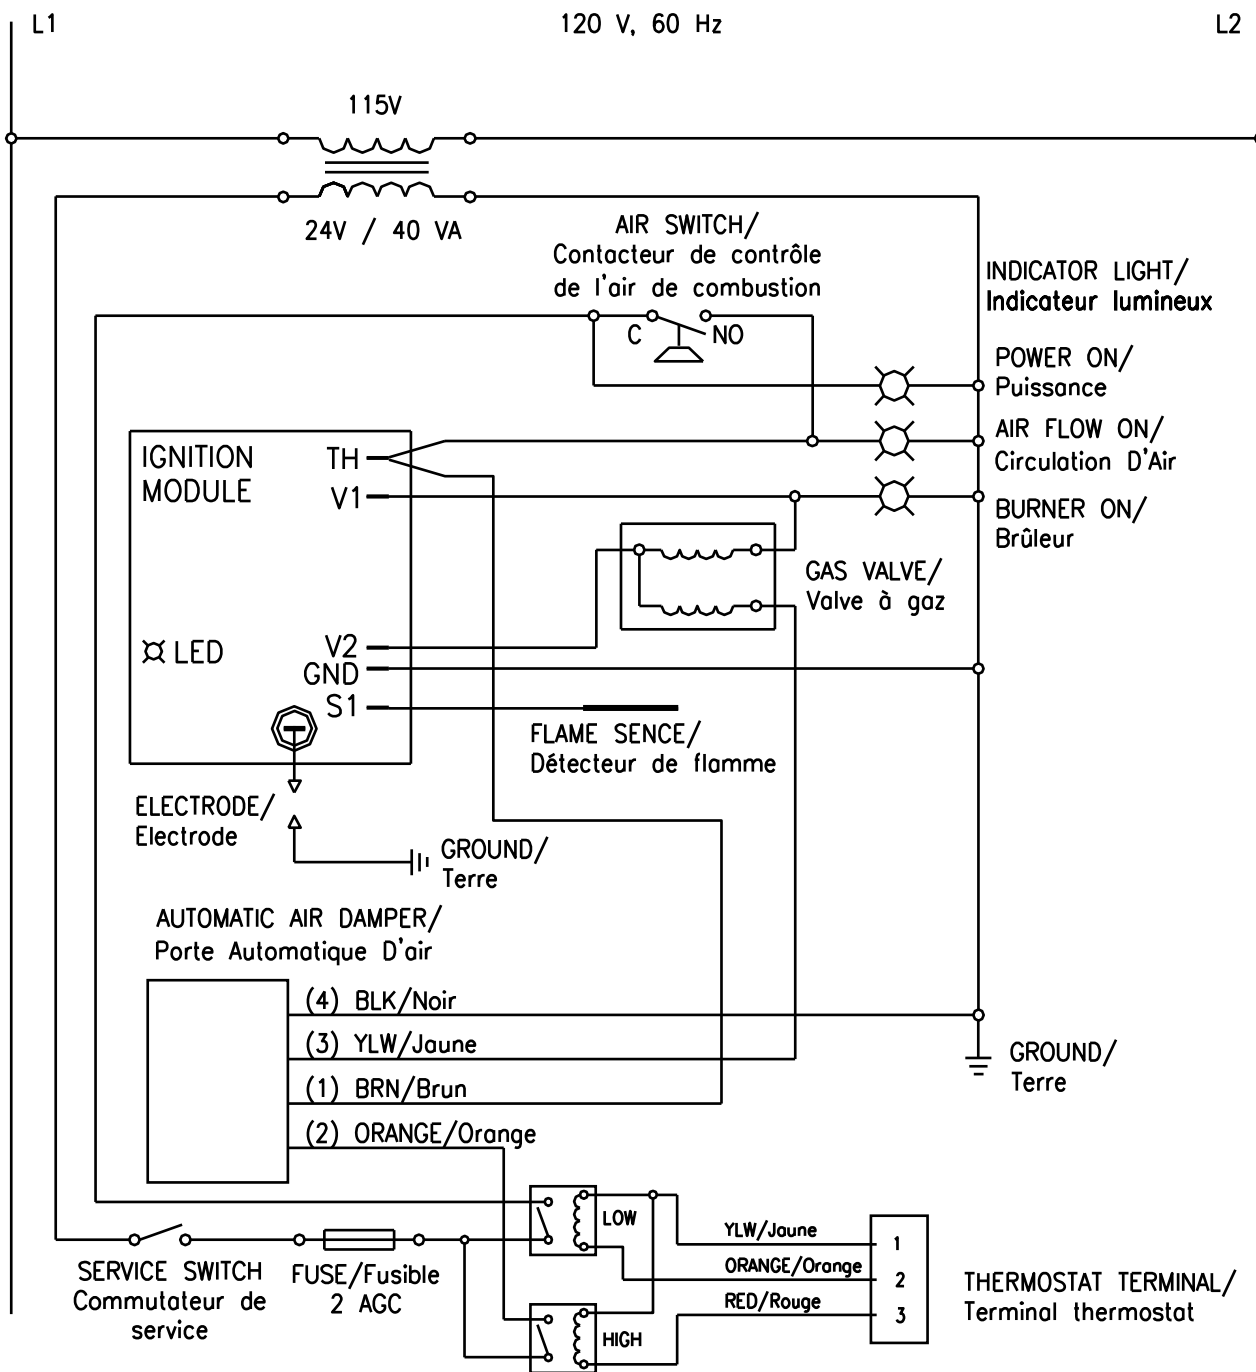 L1
120 V, 60 Hz
L2
115V
24V / 40 VA
AIR SWITCH/
Contacteur de contrôle
de l'air de combustion
C
NO
INDICATOR LIGHT/
Indicateur lumineux
POWER ON/
Puissance
AIR FLOW ON/
Circulation D'Air
BURNER ON/
Brûleur
IGNITION
MODULE
TH
V1
GAS VALVE/
Valve à gaz
LED
V2
GND
S1
FLAME SENCE/
Détecteur de flamme
ELECTRODE/
Electrode
GROUND/
Terre
AUTOMATIC AIR DAMPER/
Porte Automatique D'air
(4) BLK/Noir
(3) YLW/Jaune
(1) BRN/Brun
(2) ORANGE/Orange
GROUND/
Terre
LOW
YLW/Jaune
1
ORANGE/Orange
2
RED/Rouge
3
SERVICE SWITCH
Commutateur de
service
FUSE/Fusible
2 AGC
HIGH
THERMOSTAT TERMINAL/
Terminal thermostat